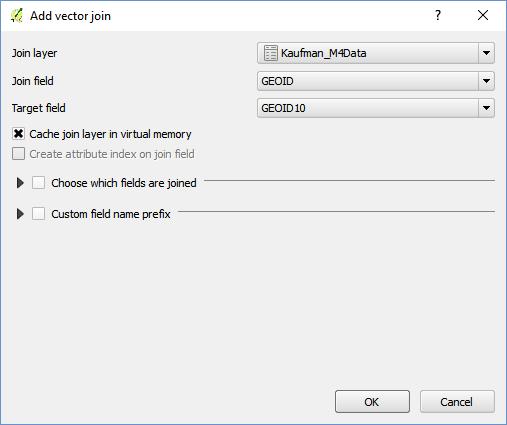 Add vector join ?
Join layer Kaufman_M4Data
Join field GEOID
Target field GEOID10
Cache join layer in virtual memory
Create attribute index on join field
Choose which fields are joined
Custom field name prefix
OK Cancel